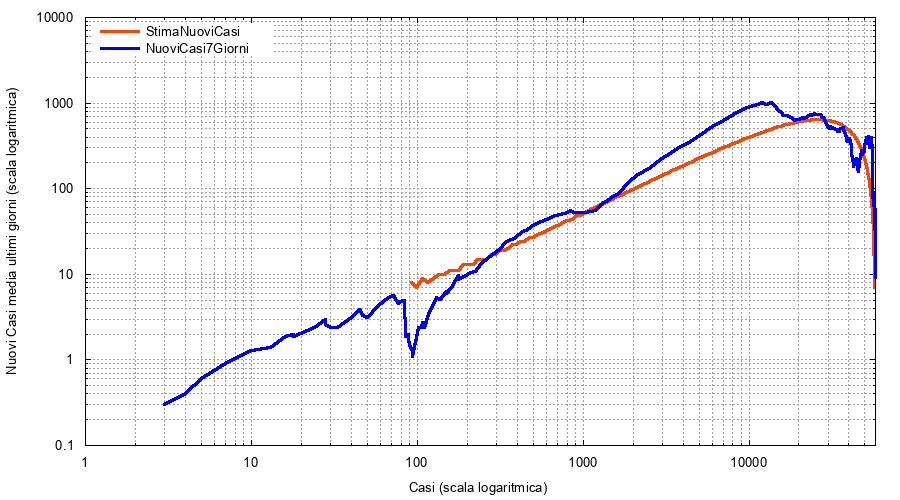 10000
1000
100
10
1
0.1
1
10
100
1000
10000
StimaNuoviCasi
NuoviCasi7Giorni
Nuovi Casi media ultimi giorni (scala logaritmica)
Casi (scala logaritmica)